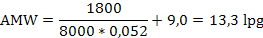 AMW = 1800 / 8000 * 0,052 + 9,0 = 13,3 lpg